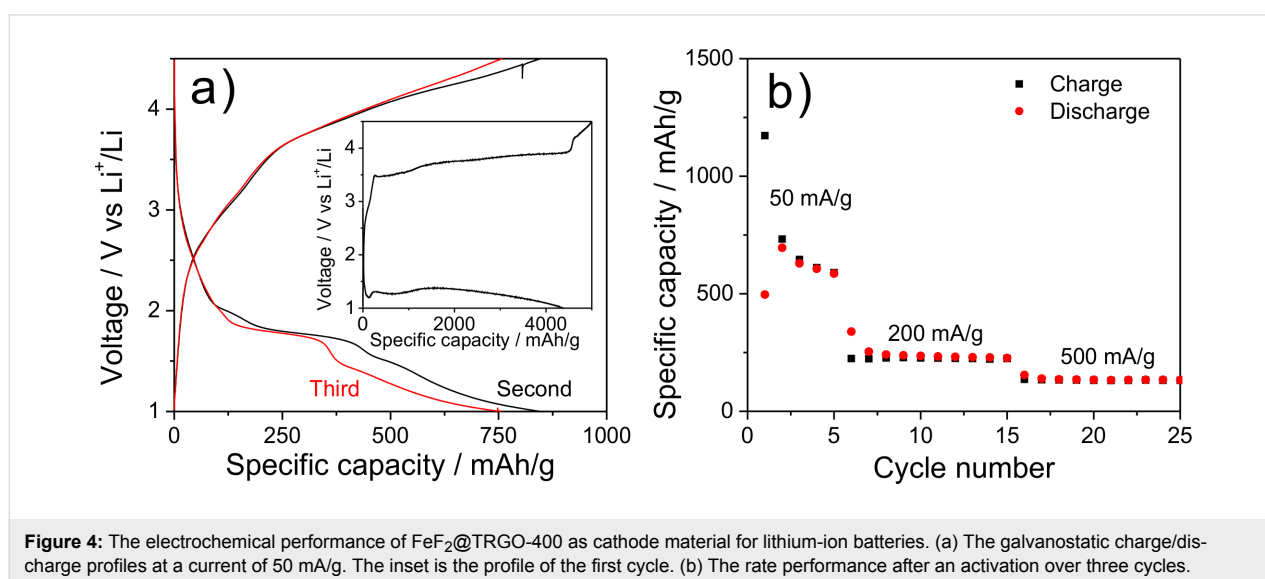 a)
Voltage / V vs Li⁺/Li
4
3
2
1
0
250
500
750
1000
Specific capacity / mAh/g
Third
Second
Voltage / V vs Li⁺/Li
4
3
2
1
0
2000
4000
Specific capacity / mAh/g
b)
Charge
Discharge
Specific capacity / mAh/g
1500
1000
500
0
50 mA/g
200 mA/g
500 mA/g
0
5
10
15
20
25
Cycle number
Figure 4: The electrochemical performance of FeF₂@TRGO-400 as cathode material for lithium-ion batteries. (a) The galvanostatic charge/dis-
charge profiles at a current of 50 mA/g. The inset is the profile of the first cycle. (b) The rate performance after an activation over three cycles.